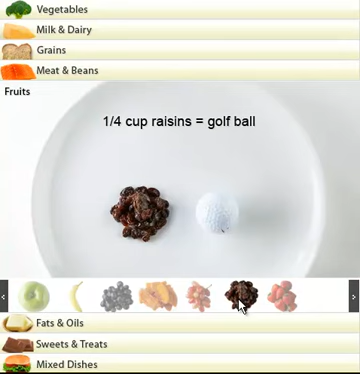 Vegetables
Milk & Dairy
Grains
Meat & Beans
Fruits
1/4 cup raisins = golf ball
Fats & Oils
Sweets & Treats
Mixed Dishes